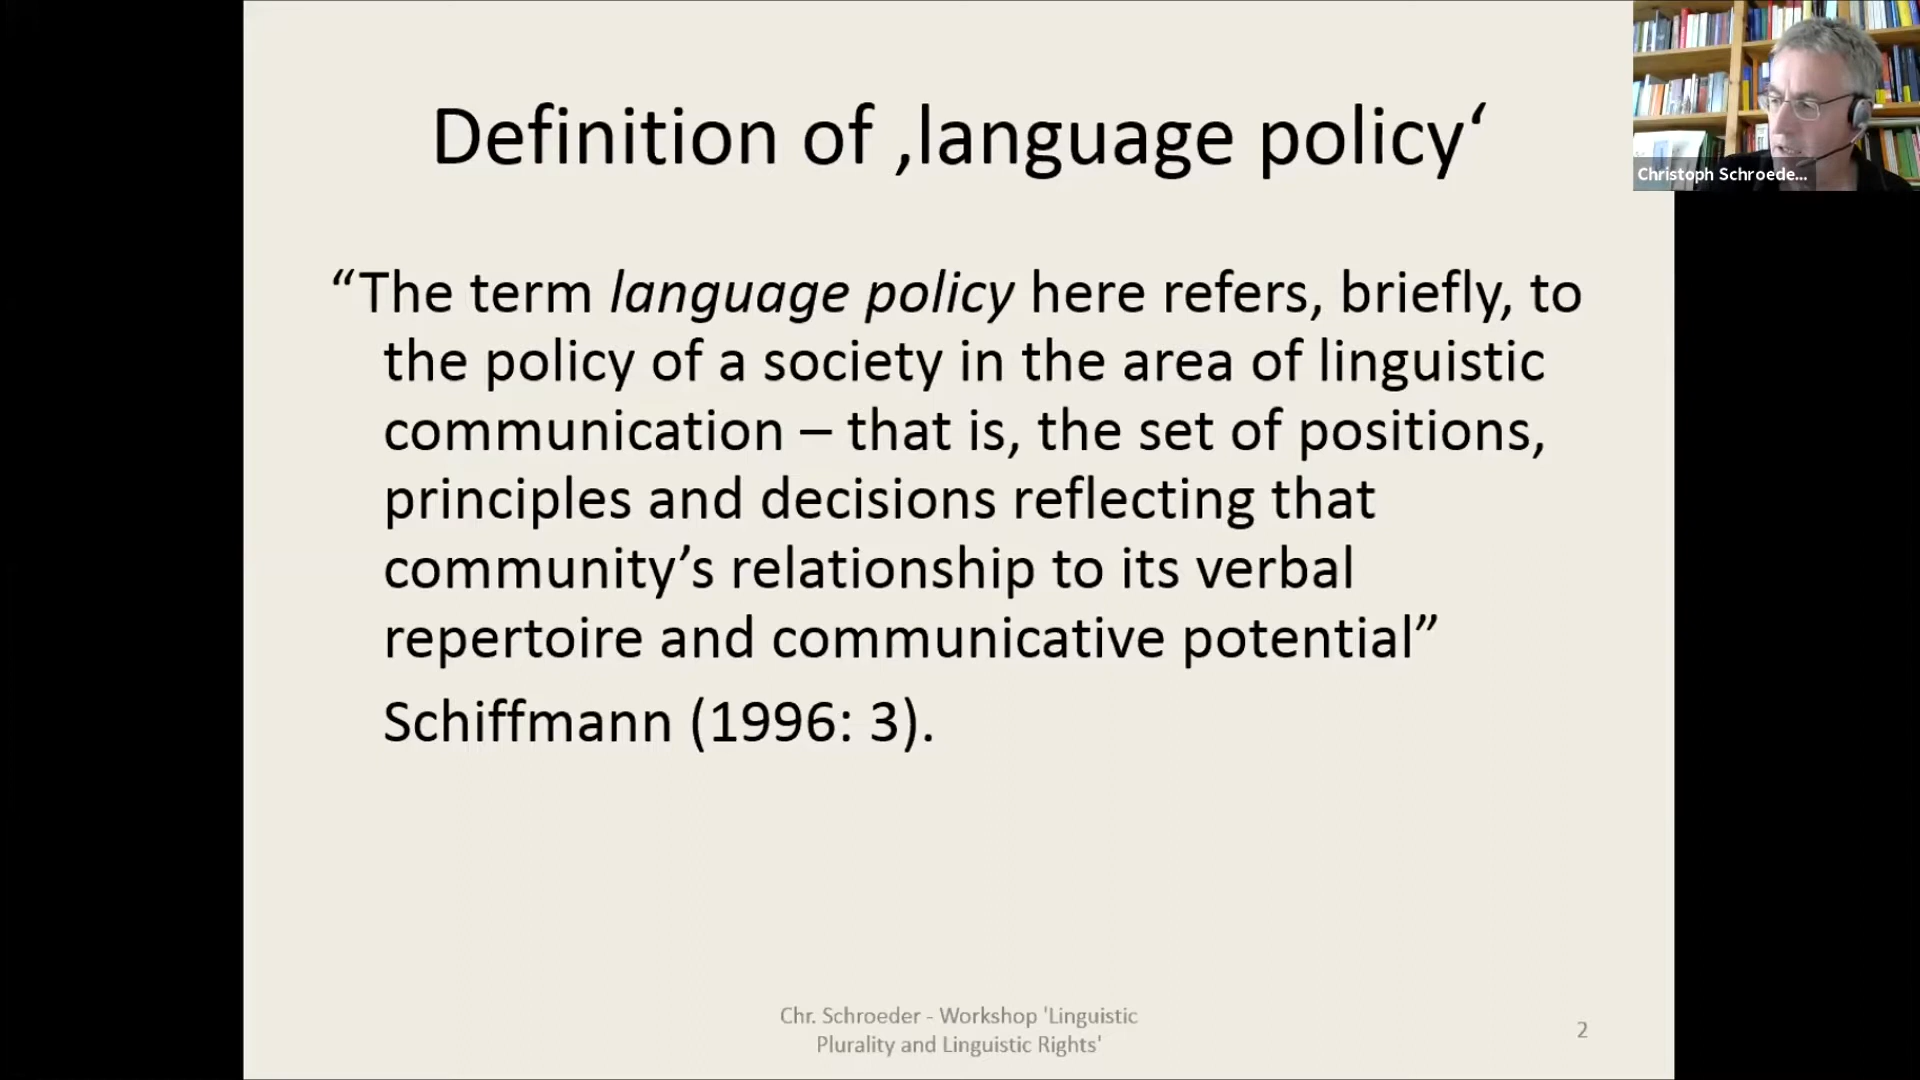 Definition of ‚language policy‘
“The term language policy here refers, briefly, to
the policy of a society in the area of linguistic
communication – that is, the set of positions,
principles and decisions reflecting that
community’s relationship to its verbal
repertoire and communicative potential”
Schiffmann (1996: 3).
Chr. Schroeder - Workshop 'Linguistic
Plurality and Linguistic Rights'
2
Christoph Schroede...